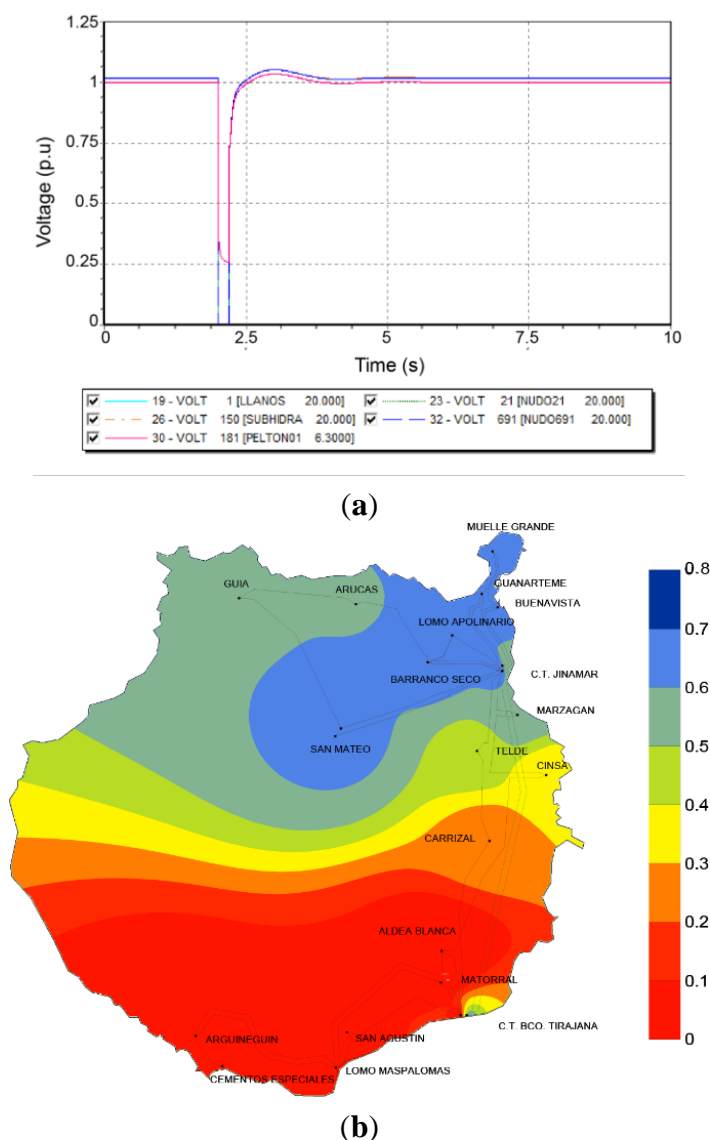 1.25
1
0.75
0.5
0.25
0
Voltage (p.u)
0 2.5 5 7.5 10
Time (s)
19 - VOLT 1 [LLANOS 20.000] 23 - VOLT 21 [NUDO21 20.000]
26 - VOLT 150 [SUBHIDRA 20.000] 32 - VOLT 691 [NUDO691 20.000]
30 - VOLT 181 [PELTON01 6.3000]
(a)
MUELLE GRANDE
GUIA
GUANARTEME
ARUCAS
BUENAVISTA
LOMO APOLINARIO
C.T. JINAMAR
BARRANCO SECO
MARZAGAN
SAN MATEO
TELDE
CINSA
CARRIZAL
ALDEA BLANCA
MATORRAL
C.T. BCO. TIRAJANA
ARGUINEGUIN
SAN AGUSTIN
CEMENTOS ESPECIALES
LOMO MASPALOMAS
0.8
0.7
0.6
0.5
0.4
0.3
0.2
0.1
0
(b)